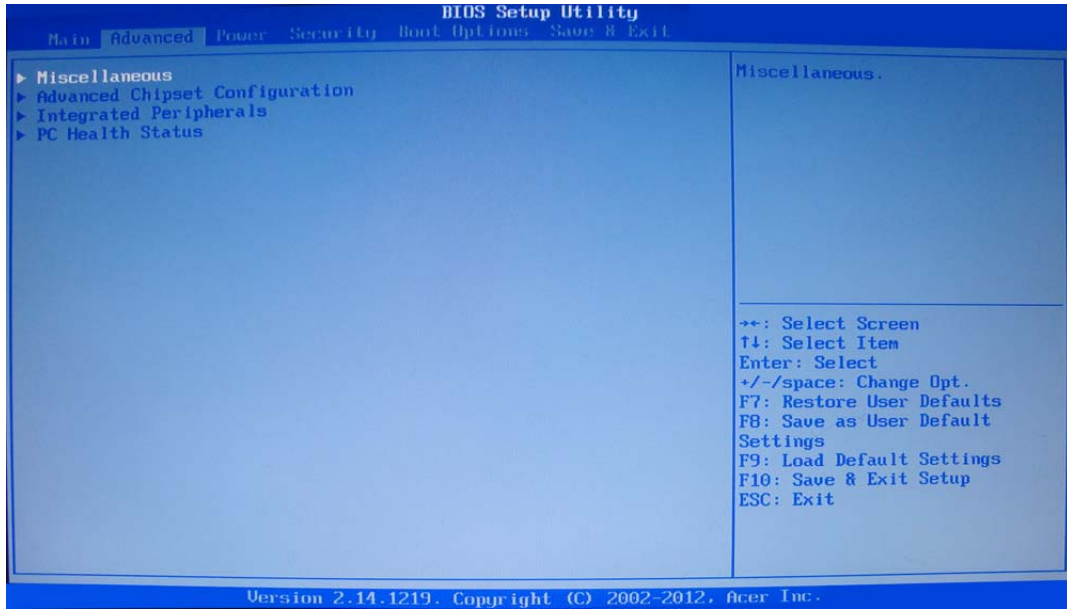 BIOS Setup Utility
Main Advanced Power Security Boot Options Save & Exit
► Miscellaneous
► Advanced Chipset Configuration
► Integrated Peripherals
► PC Health Status
Miscellaneous.
→←: Select Screen
↑↓: Select Item
Enter: Select
+/-/space: Change Opt.
F7: Restore User Defaults
F8: Save as User Default
Settings
F9: Load Default Settings
F10: Save & Exit Setup
ESC: Exit
Version 2.14.1219. Copyright (C) 2002-2012, Acer Inc.